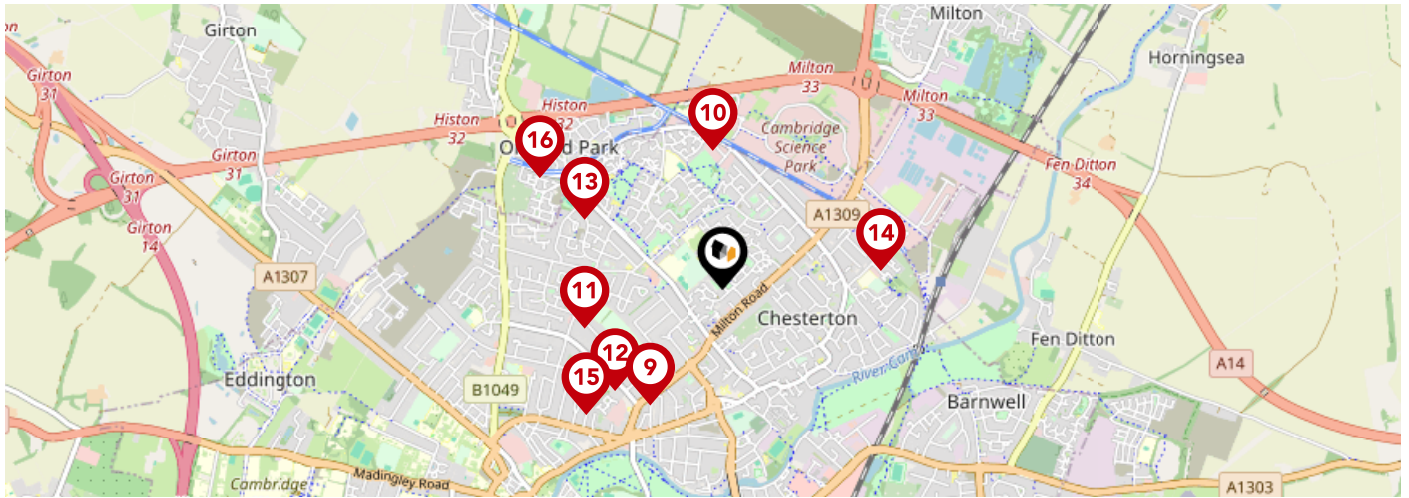 Girton
Milton
Horningsea
Girton
31
Milton
33
Milton
33
Histon
32
10
Histon
32
16
Cambridge
Science
Park
Girton
31
Fen Ditton
34
Girton
31
13
A1309
14
Girton
14
A1307
11
Milton Road
Chesterton
Fen Ditton
12
9
15
River Cam
A14
Eddington
B1049
Barnwell
Madingley Road
Cambridge
A1303